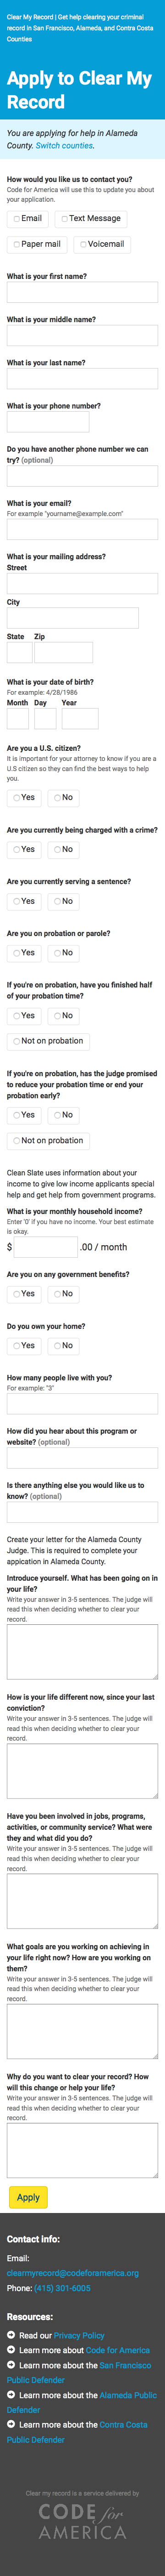 Clear My Record | Get help clearing your criminal
record in San Francisco, Alameda, and Contra Costa
Counties
Apply to Clear My
Record
You are applying for help in Alameda
County. Switch counties.
How would you like us to contact you?
Code for America will use this to update you about
your application.
Email
Text Message
Paper mail
Voicemail
What is your first name?
What is your middle name?
What is your last name?
What is your phone number?
Do you have another phone number we can
try? (optional)
What is your email?
For example "yourname@example.com"
What is your mailing address?
Street
City
State Zip
What is your date of birth?
For example: 4/28/1986
Month Day Year
Are you a U.S. citizen?
It is important for your attorney to know if you are a
U.S citizen so they can find the best ways to help
you.
Yes No
Are you currently being charged with a crime?
Yes No
Are you currently serving a sentence?
Yes No
Are you on probation or parole?
Yes No
If you're on probation, have you finished half
of your probation time?
Yes No
Not on probation
If you're on probation, has the judge promised
to reduce your probation time or end your
probation early?
Yes No
Not on probation
Clean Slate uses information about your
income to give low income applicants special
help and get help from government programs.
What is your monthly household income?
Enter '0' if you have no income. Your best estimate
is okay.
$ .00 / month
Are you on any government benefits?
Yes No
Do you own your home?
Yes No
How many people live with you?
For example: "3"
How did you hear about this program or
website? (optional)
Is there anything else you would like us to
know? (optional)
Create your letter for the Alameda County
Judge. This is required to complete your
appication in Alameda County.
Introduce yourself. What has been going on in
your life?
Write your answer in 3-5 sentences. The judge will
read this when deciding whether to clear your
record.
How is your life different now, since your last
conviction?
Write your answer in 3-5 sentences. The judge will
read this when deciding whether to clear your
record.
Have you been involved in jobs, programs,
activities, or community service? What were
they and what did you do?
Write your answer in 3-5 sentences. The judge will
read this when deciding whether to clear your
record.
What goals are you working on achieving in
your life right now? How are you working on
them?
Write your answer in 3-5 sentences. The judge will
read this when deciding whether to clear your
record.
Why do you want to clear your record? How
will this change or help your life?
Write your answer in 3-5 sentences. The judge will
read this when deciding whether to clear your
record.
Apply
Contact info:
Email:
clearmyrecord@codeforamerica.org
Phone: (415) 301-6005
Resources:
Read our Privacy Policy
Learn more about Code for America
Learn more about the San Francisco
Public Defender
Learn more about the Alameda Public
Defender
Learn more about the Contra Costa
Public Defender
Clear my record is a service delivered by
CODE for
AMERICA